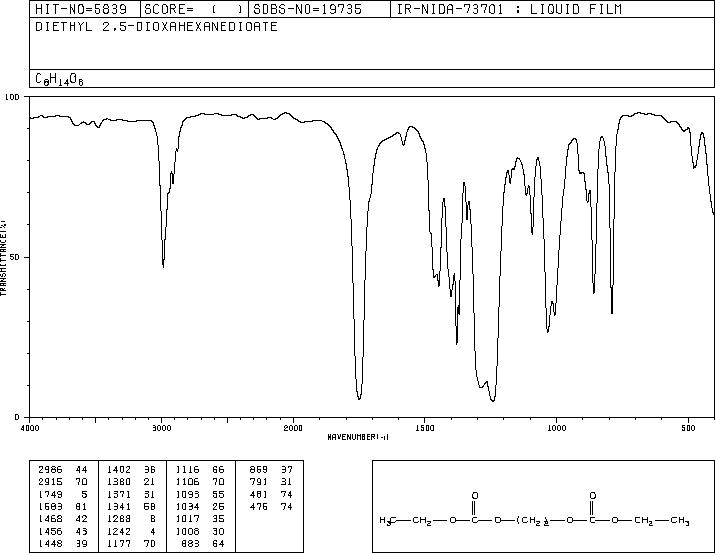 HIT-NO=5839 SCORE= ( ) SDBS-NO=19735 IR-NIDA-73701 : LIQUID FILM
DIETHYL 2,5-DIOXAHEXANEDIOATE
C8H14O6
100
50
0
TRANSMITTANCE(%)
4000 3000 2000 1500 1000 500
WAVENUMBER(-1)
2986 44 1402 36 1116 66 869 37
2915 70 1380 21 1106 70 791 31
1749 5 1371 31 1093 55 481 74
1583 81 1341 58 1034 25 476 74
1468 42 1288 8 1017 35
1456 43 1242 4 1008 30
1448 39 1177 70 883 64
O O
H3C CH2 O C O (CH2)2 O C O CH2 CH3